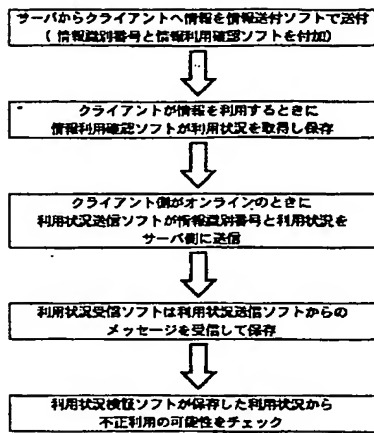 サーバからクライアントへ情報を情報送付ソフトで送付
(情報識別番号と情報利用確認ソフトを付加)
クライアントが情報を利用するときに
情報利用確認ソフトが利用状況を取得し保存
クライアント側がオンラインのときに
利用状況送信ソフトが情報識別番号と利用状況を
サーバ側に送信
利用状況受信ソフトは利用状況送信ソフトからの
メッセージを受信して保存
利用状況検証ソフトが保存した利用状況から
不正利用の可能性をチェック